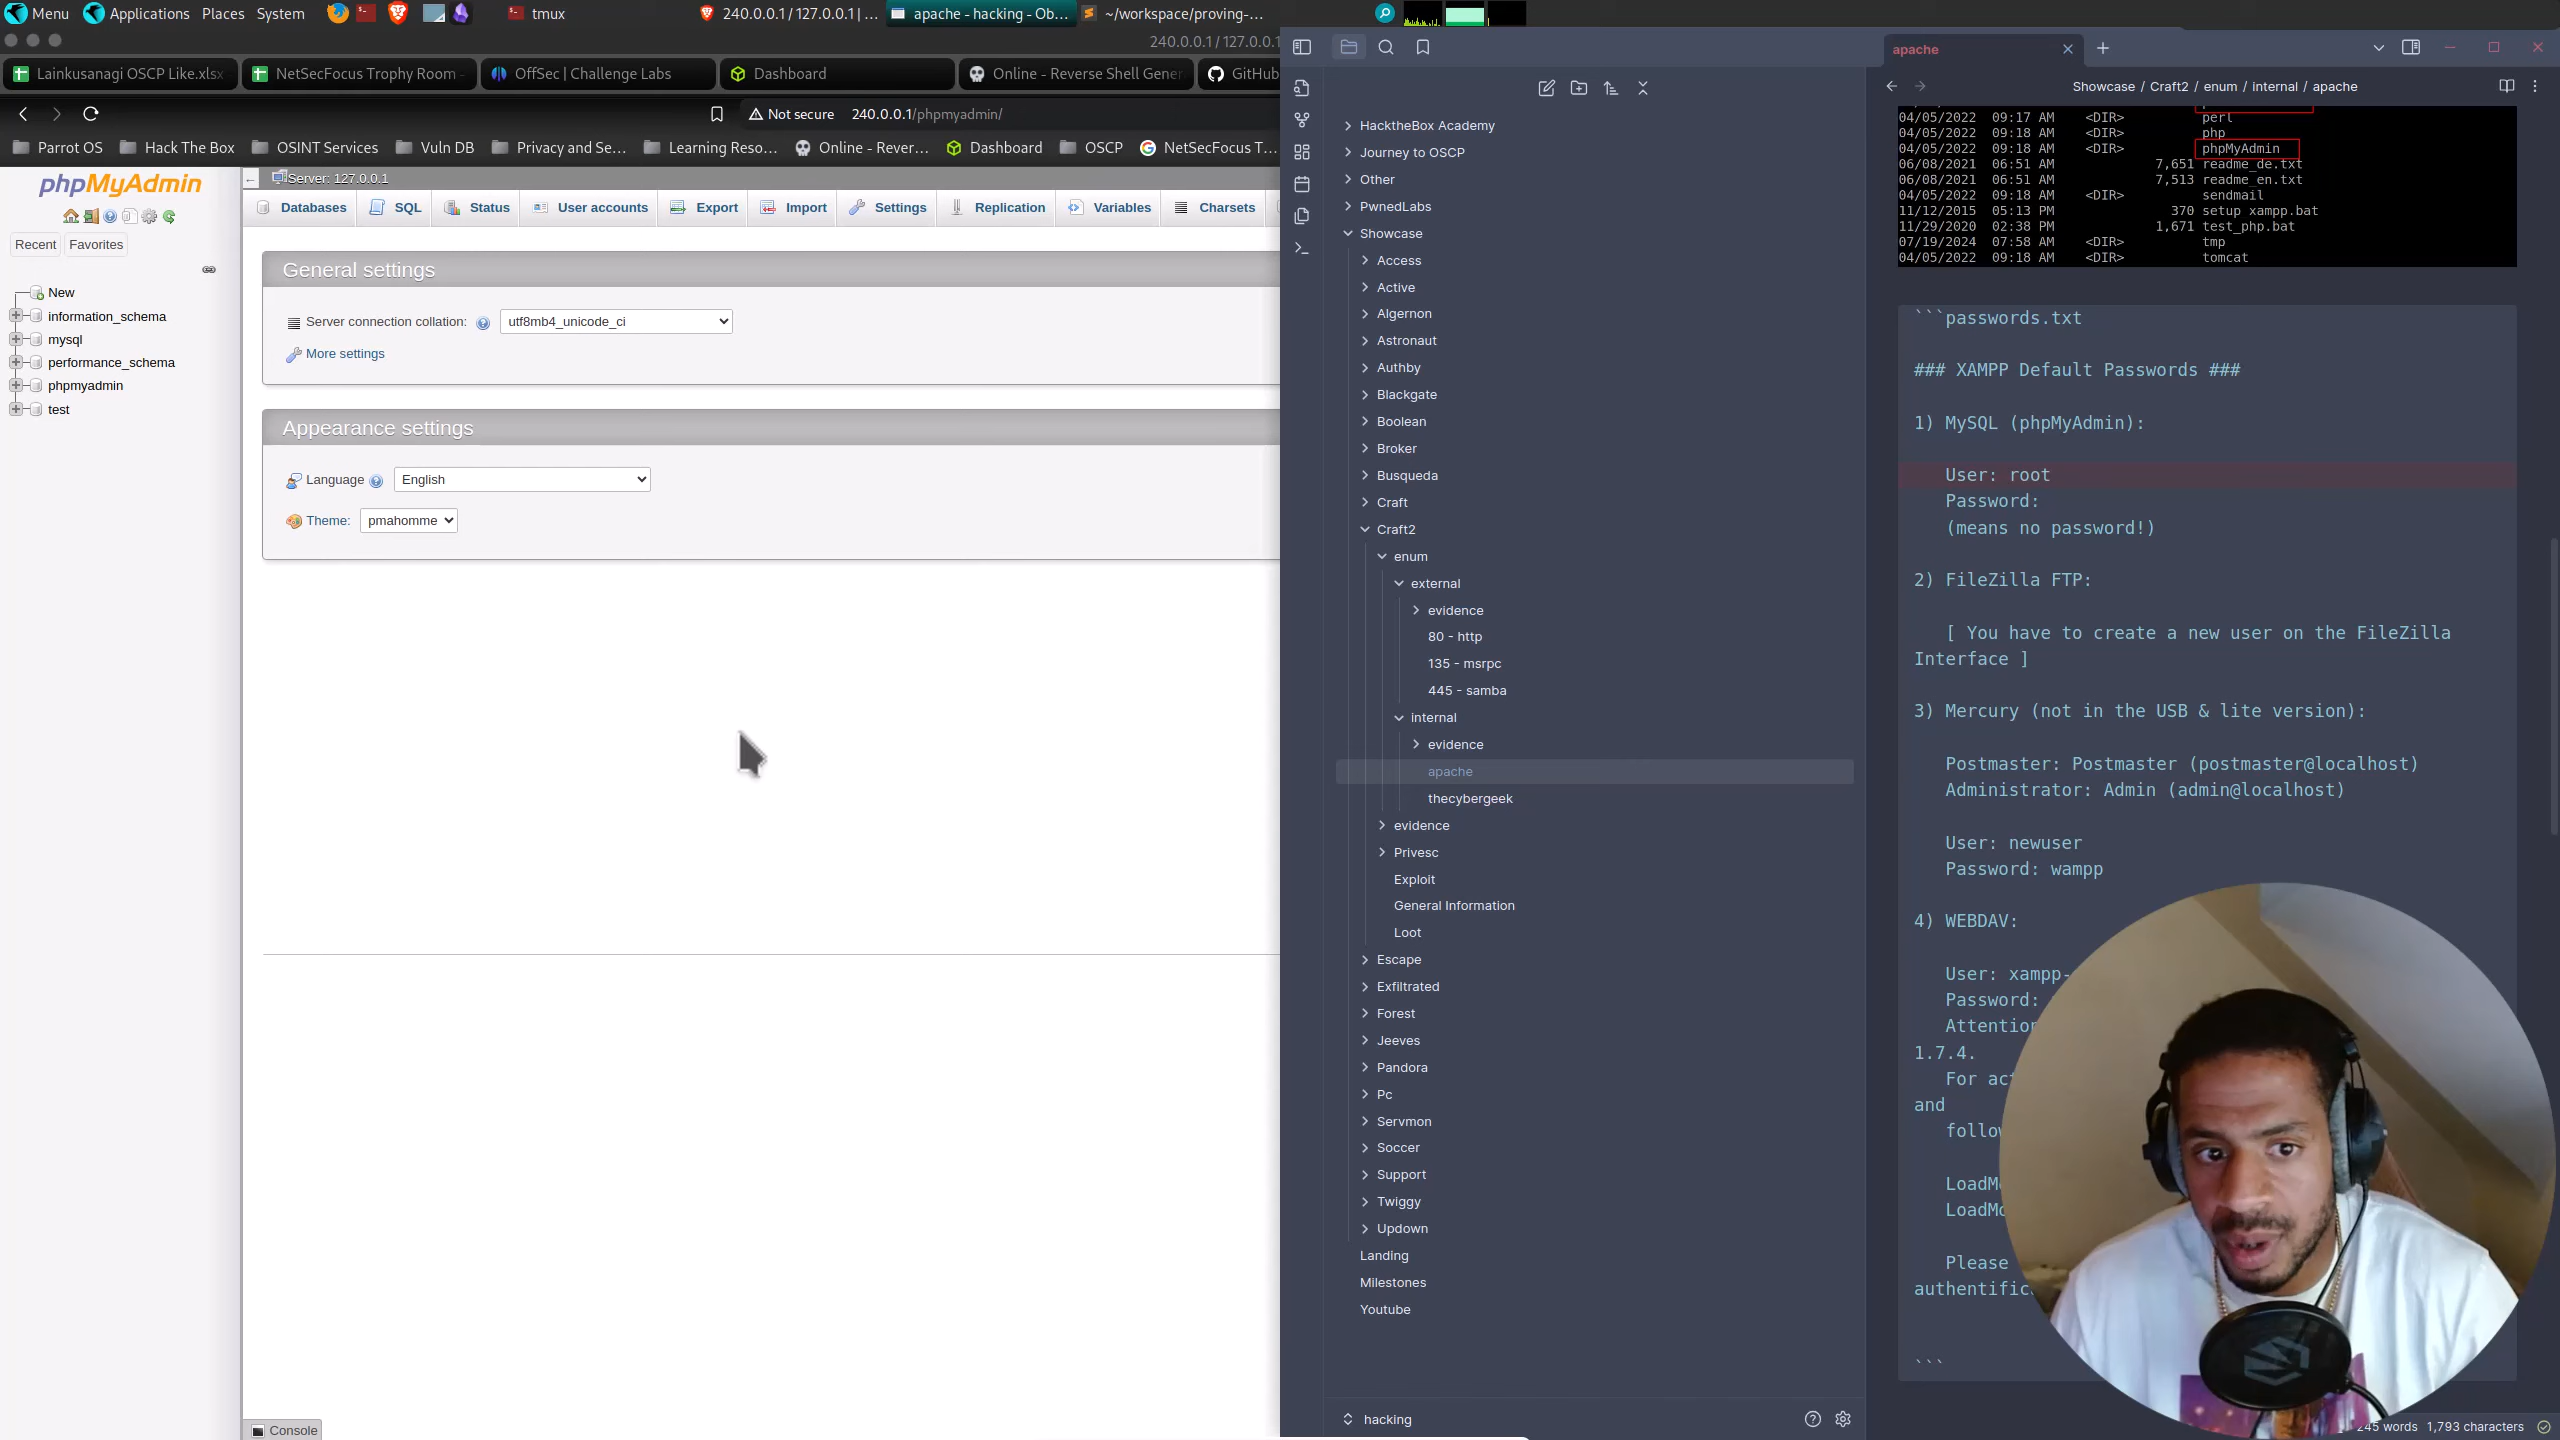 Menu Applications Places System tmux 240.0.0.1 / 127.0.0.1 | ... apache - hacking - Ob... ~/workspace/proving-...
240.0.0.1 / 127.0.0.1
Lainkusanagi OSCP Like.xlsx NetSecFocus Trophy Room - OffSec | Challenge Labs Dashboard Online - Reverse Shell Gener GitHub
Not secure 240.0.0.1/phpmyadmin/
Parrot OS Hack The Box OSINT Services Vuln DB Privacy and Se... Learning Reso... Online - Rever... Dashboard OSCP NetSecFocus T...
phpMyAdmin
Recent Favorites
New
information_schema
mysql
performance_schema
phpmyadmin
test
Server: 127.0.0.1
Databases SQL Status User accounts Export Import Settings Replication Variables Charsets
General settings
Server connection collation: utf8mb4_unicode_ci
More settings
Appearance settings
Language English
Theme: pmahomme
Console
HacktheBox Academy
Journey to OSCP
Other
PwnedLabs
Showcase
Access
Active
Algernon
Astronaut
Authby
Blackgate
Boolean
Broker
Busqueda
Craft
Craft2
enum
external
evidence
80 - http
135 - msrpc
445 - samba
internal
evidence
apache
thecybergeek
evidence
Privesc
Exploit
General Information
Loot
Escape
Exfiltrated
Forest
Jeeves
Pandora
Pc
Servmon
Soccer
Support
Twiggy
Updown
Landing
Milestones
Youtube
hacking
apache
Showcase / Craft2 / enum / internal / apache
04/05/2022 09:17 AM <DIR> perl
04/05/2022 09:18 AM <DIR> php
04/05/2022 09:18 AM <DIR> phpMyAdmin
06/08/2021 06:51 AM 7,651 readme_de.txt
06/08/2021 06:51 AM 7,513 readme_en.txt
04/05/2022 09:18 AM <DIR> sendmail
11/12/2015 05:13 PM 370 setup_xampp.bat
11/29/2020 02:38 PM 1,671 test_php.bat
07/19/2024 07:58 AM <DIR> tmp
04/05/2022 09:18 AM <DIR> tomcat
```passwords.txt
### XAMPP Default Passwords ###
1) MySQL (phpMyAdmin):
User: root
Password:
(means no password!)
2) FileZilla FTP:
[ You have to create a new user on the FileZilla
Interface ]
3) Mercury (not in the USB & lite version):
Postmaster: Postmaster (postmaster@localhost)
Administrator: Admin (admin@localhost)
User: newuser
Password: wampp
4) WEBDAV:
User: xampp-
Password:
Attention
1.7.4.
For act
and
follow
LoadMo
LoadMo
Please
authentific
```
245 words 1,793 characters